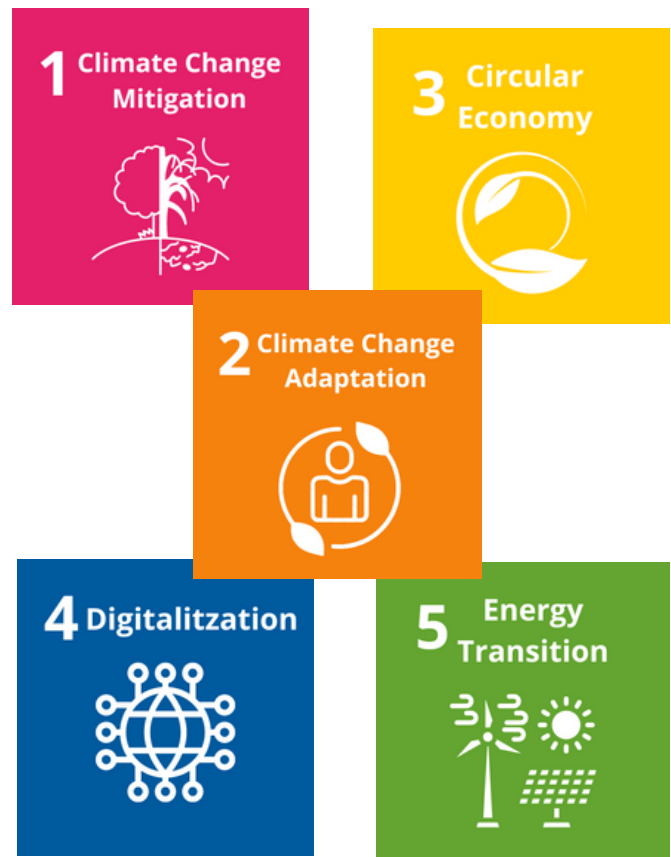 1 Climate Change
Mitigation
3 Circular
Economy
2 Climate Change
Adaptation
4 Digitalitzation
5 Energy
Transition